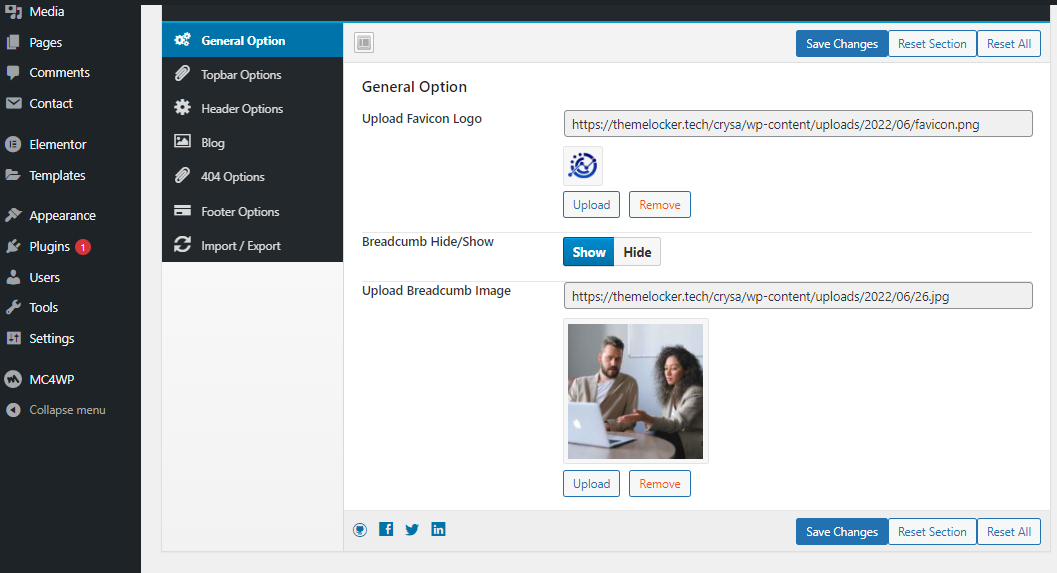 Media
Pages
Comments
Contact
Elementor
Templates
Appearance
Plugins 1
Users
Tools
Settings
MC4WP
Collapse menu
General Option
Topbar Options
Header Options
Blog
404 Options
Footer Options
Import / Export
Save Changes Reset Section Reset All
General Option
Upload Favicon Logo
https://themelocker.tech/crysa/wp-content/uploads/2022/06/favicon.png
Upload Remove
Breadcumb Hide/Show
Show Hide
Upload Breadcumb Image
https://themelocker.tech/crysa/wp-content/uploads/2022/06/26.jpg
Upload Remove
Save Changes Reset Section Reset All